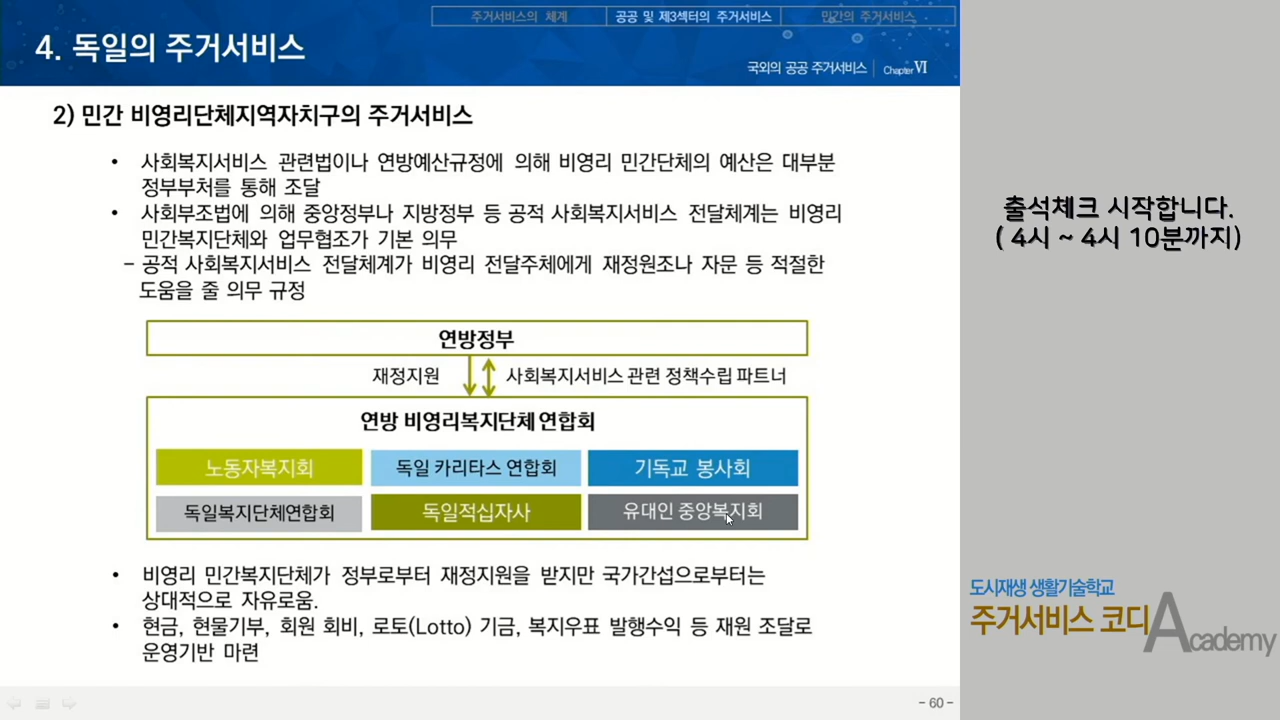 주거서비스의 체계
공공 및 제3섹터의 주거서비스
민간의 주거서비스
4. 독일의 주거서비스
국외의 공공 주거서비스
Chapter Ⅵ
2) 민간 비영리단체지역자치구의 주거서비스
• 사회복지서비스 관련법이나 연방예산규정에 의해 비영리 민간단체의 예산은 대부분
정부부처를 통해 조달
• 사회부조법에 의해 중앙정부나 지방정부 등 공적 사회복지서비스 전달체계는 비영리
민간복지단체와 업무협조가 기본 의무
– 공적 사회복지서비스 전달체계가 비영리 전달주체에게 재정원조나 자문 등 적절한
도움을 줄 의무 규정
연방정부
재정지원
사회복지서비스 관련 정책수립 파트너
연방 비영리복지단체 연합회
노동자복지회
독일 카리타스 연합회
기독교 봉사회
독일복지단체연합회
독일적십자사
유대인 중앙복지회
• 비영리 민간복지단체가 정부로부터 재정지원을 받지만 국가간섭으로부터는
상대적으로 자유로움.
• 현금, 현물기부, 회원 회비, 로토(Lotto) 기금, 복지우표 발행수익 등 재원 조달로
운영기반 마련
- 60 -
출석체크 시작합니다.
( 4시 ~ 4시 10분까지)
도시재생 생활기술학교
주거서비스 코디
Academy